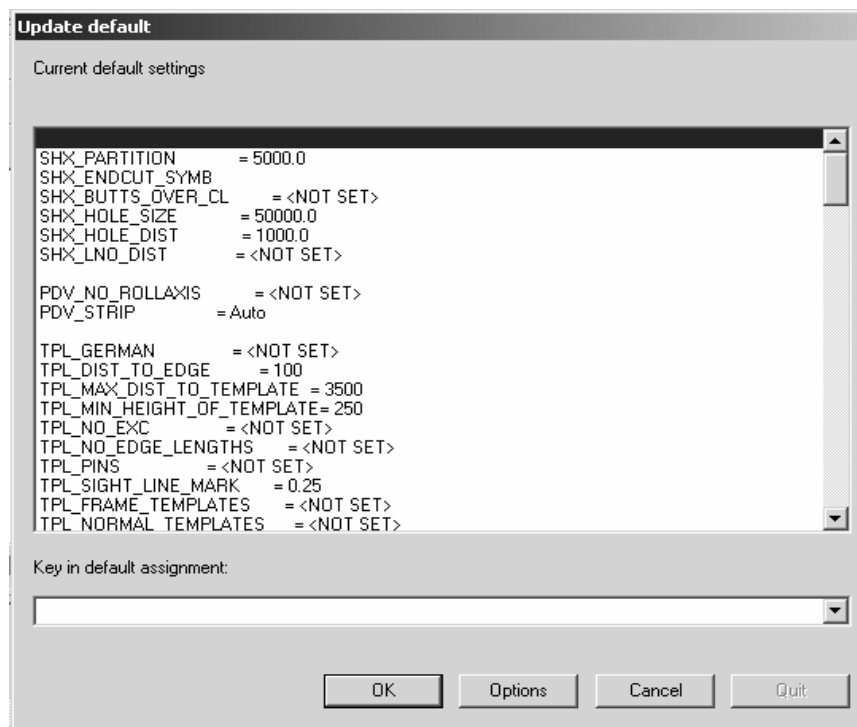 Update default
Current default settings
SHX_PARTITION = 5000.0
SHX_ENDCUT_SYMB
SHX_BUTTS_OVER_CL = <NOT SET>
SHX_HOLE_SIZE = 50000.0
SHX_HOLE_DIST = 1000.0
SHX_LNO_DIST = <NOT SET>
PDV_NO_ROLLAXIS = <NOT SET>
PDV_STRIP = Auto
TPL_GERMAN = <NOT SET>
TPL_DIST_TO_EDGE = 100
TPL_MAX_DIST_TO_TEMPLATE = 3500
TPL_MIN_HEIGHT_OF_TEMPLATE= 250
TPL_NO_EXC = <NOT SET>
TPL_NO_EDGE_LENGTHS = <NOT SET>
TPL_PINS = <NOT SET>
TPL_SIGHT_LINE_MARK = 0.25
TPL_FRAME_TEMPLATES = <NOT SET>
TPL_NORMAL_TEMPLATES = <NOT SET>
Key in default assignment:
OK Options Cancel Quit